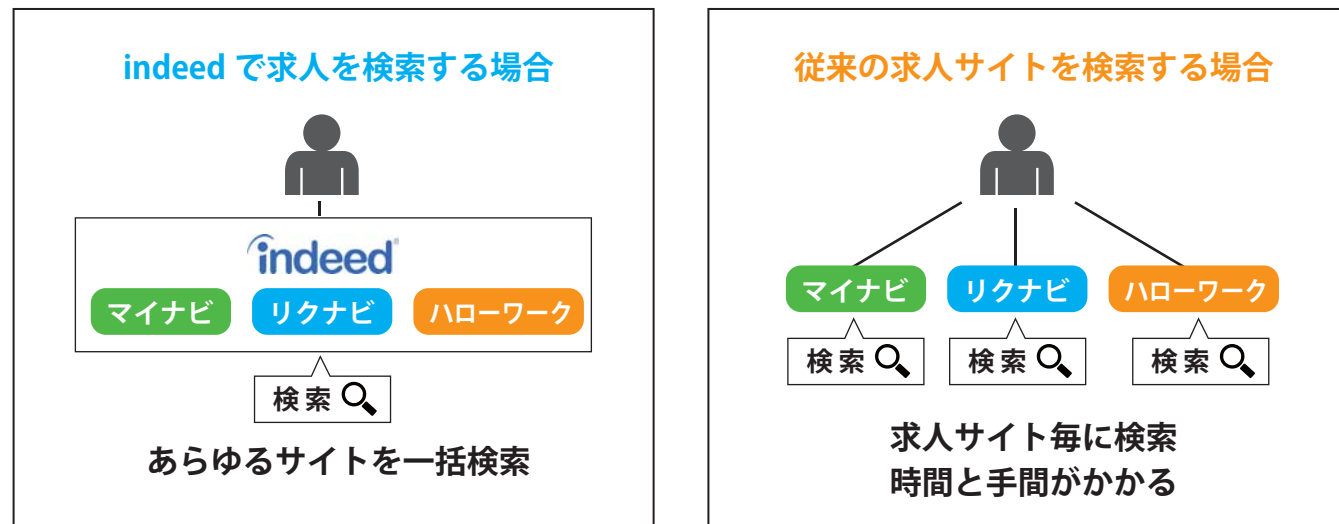 indeed で求人を検索する場合
indeed
マイナビ
リクナビ
ハローワーク
検索
あらゆるサイトを一括検索
従来の求人サイトを検索する場合
マイナビ
リクナビ
ハローワーク
検索
検索
検索
求人サイト毎に検索
時間と手間がかかる